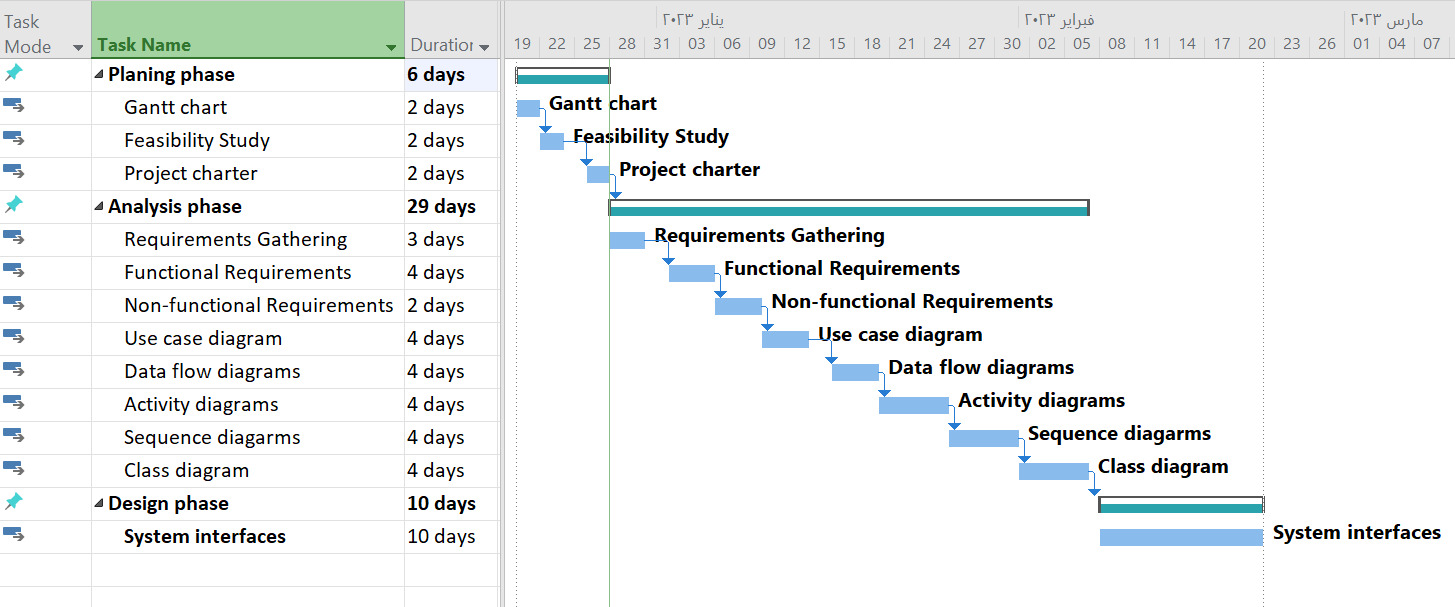 Task Mode
Task Name
Duration
يناير ٢٠٢٣
فبراير ٢٠٢٣
مارس ٢٠٢٣
19 22 25 28 31 03 06 09 12 15 18 21 24 27 30 02 05 08 11 14 17 20 23 26 01 04 07
Planing phase 6 days
Gantt chart 2 days Gantt chart
Feasibility Study 2 days Feasibility Study
Project charter 2 days Project charter
Analysis phase 29 days
Requirements Gathering 3 days Requirements Gathering
Functional Requirements 4 days Functional Requirements
Non-functional Requirements 2 days Non-functional Requirements
Use case diagram 4 days Use case diagram
Data flow diagrams 4 days Data flow diagrams
Activity diagrams 4 days Activity diagrams
Sequence diagarms 4 days Sequence diagarms
Class diagram 4 days Class diagram
Design phase 10 days
System interfaces 10 days System interfaces